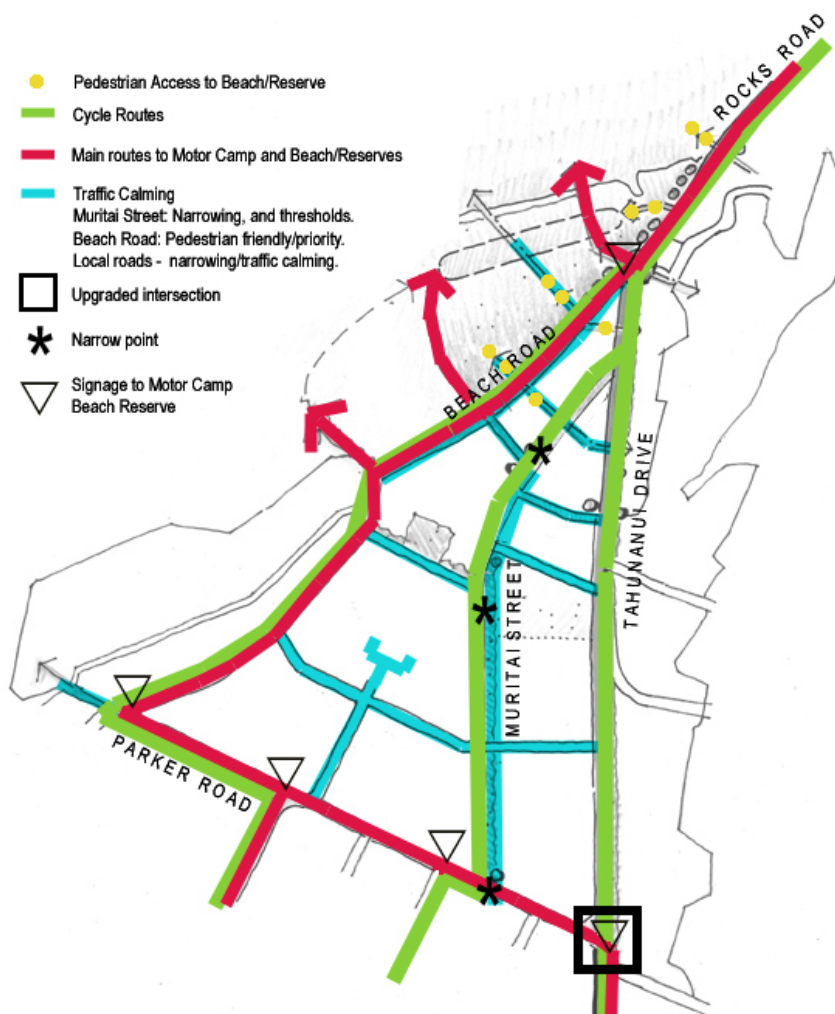 ROCKS ROAD
Pedestrian Access to Beach/Reserve
Cycle Routes
Main routes to Motor Camp and Beach/Reserves
Traffic Calming
Muritai Street: Narrowing, and thresholds.
Beach Road: Pedestrian friendly/priority.
Local roads - narrowing/traffic calming.
Upgraded intersection
Narrow point
Signage to Motor Camp
Beach Reserve
BEACH ROAD
TAHUNANUI DRIVE
MURITAI STREET
PARKER ROAD